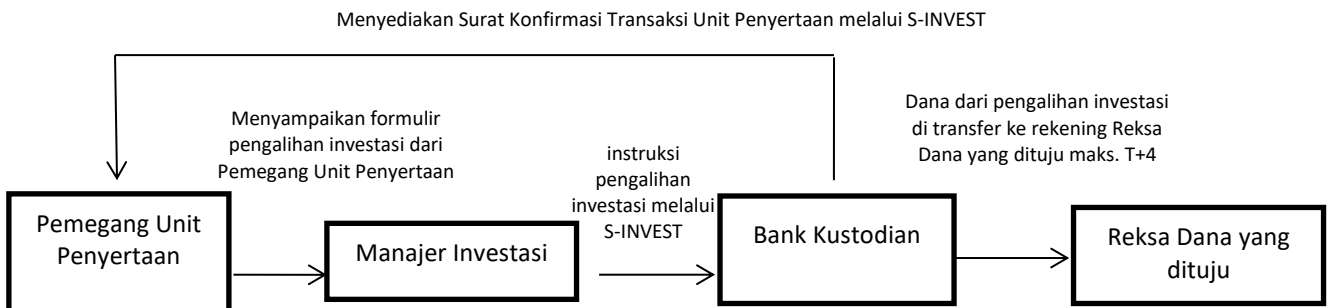 Menyediakan Surat Konfirmasi Transaksi Unit Penyertaan melalui S-INVEST
Menyampaikan formulir
pengalihan investasi dari
Pemegang Unit Penyertaan
instruksi
pengalihan
investasi melalui
S-INVEST
Dana dari pengalihan investasi
di transfer ke rekening Reksa
Dana yang dituju maks. T+4
Pemegang Unit
Penyertaan
Manajer Investasi
Bank Kustodian
Reksa Dana yang
dituju